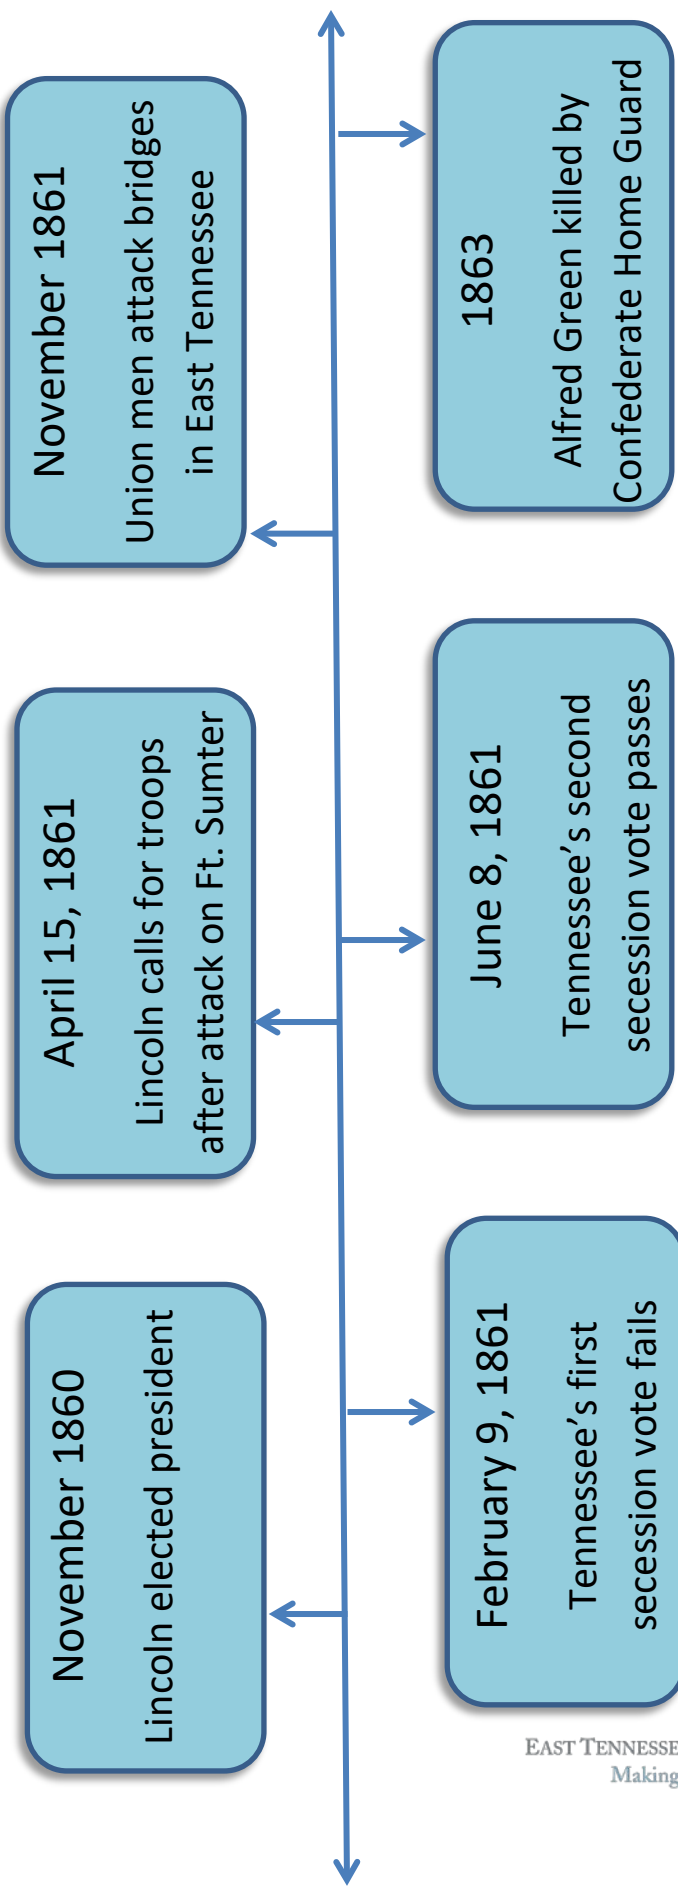 November 1860
Lincoln elected president
February 9, 1861
Tennessee’s first
secession vote fails
April 15, 1861
Lincoln calls for troops
after attack on Ft. Sumter
June 8, 1861
Tennessee’s second
secession vote passes
November 1861
Union men attack bridges
in East Tennessee
1863
Alfred Green killed by
Confederate Home Guard
EAST
Making